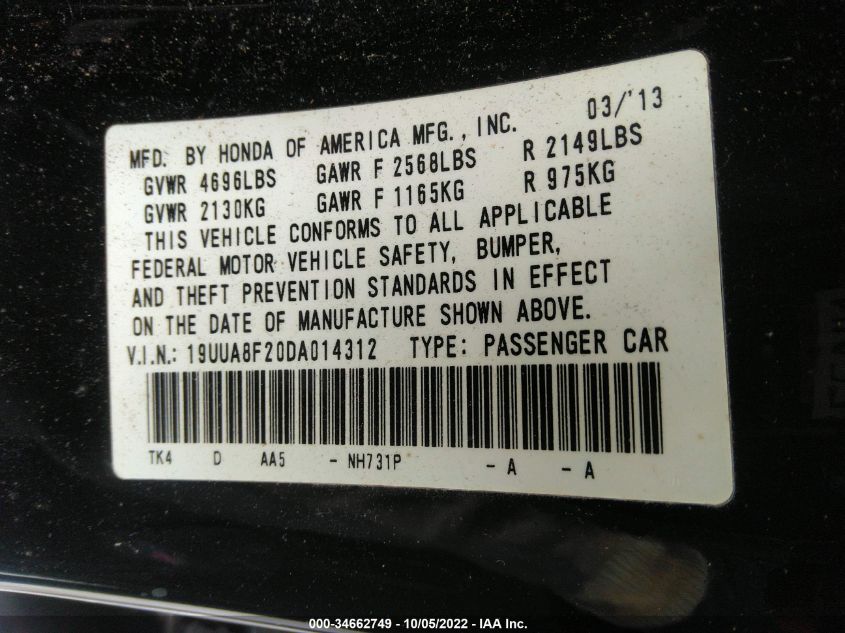 MFD. BY HONDA OF AMERICA MFG., INC. 03/'13
GVWR 4696LBS GAWR F 2568LBS R 2149LBS
GVWR 2130KG GAWR F 1165KG R 975KG
THIS VEHICLE CONFORMS TO ALL APPLICABLE
FEDERAL MOTOR VEHICLE SAFETY, BUMPER,
AND THEFT PREVENTION STANDARDS IN EFFECT
ON THE DATE OF MANUFACTURE SHOWN ABOVE.
V.I.N.: 19UUA8F20DA014312 TYPE: PASSENGER CAR
TK4 D AA5 - NH731P - A - A
000-34662749 - 10/05/2022 - IAA Inc.